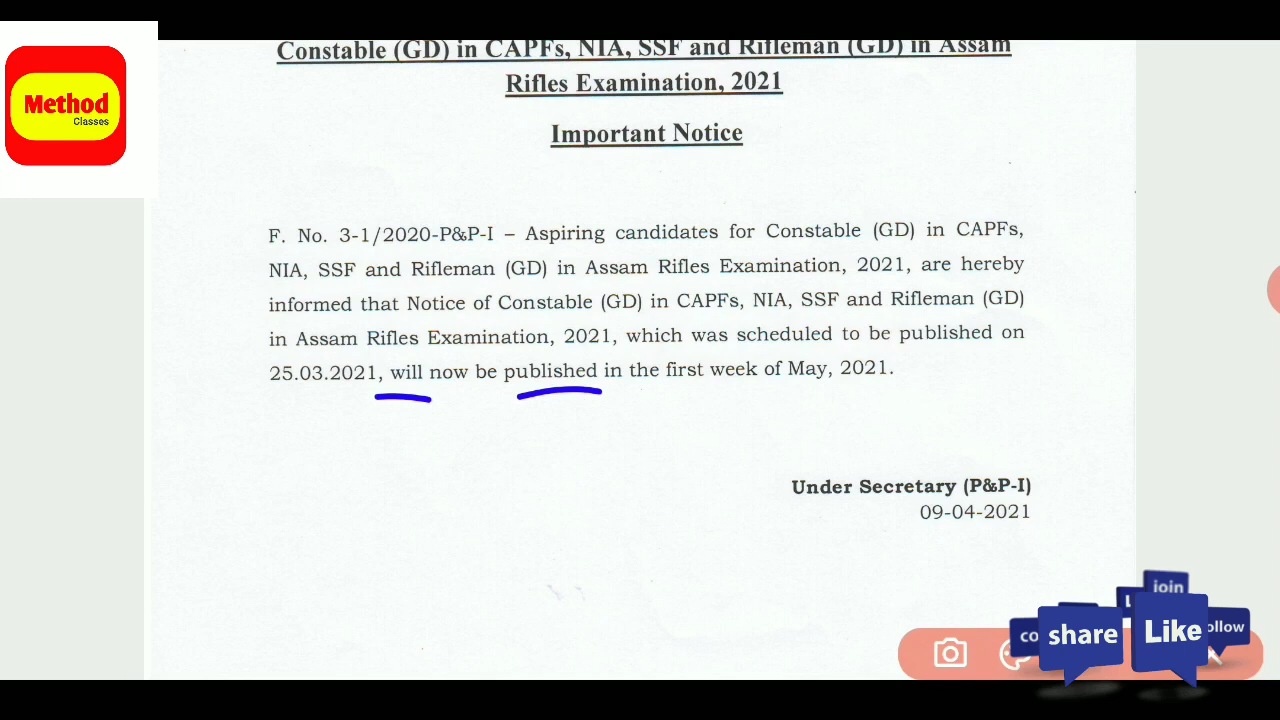 Method
Classes
Constable (GD) in CAPFs, NIA, SSF and Rifleman (GD) in Assam
Rifles Examination, 2021
Important Notice
F. No. 3-1/2020-P&P-I – Aspiring candidates for Constable (GD) in CAPFs,
NIA, SSF and Rifleman (GD) in Assam Rifles Examination, 2021, are hereby
informed that Notice of Constable (GD) in CAPFs, NIA, SSF and Rifleman (GD)
in Assam Rifles Examination, 2021, which was scheduled to be published on
25.03.2021, will now be published in the first week of May, 2021.
Under Secretary (P&P-I)
09-04-2021
join
share
Like